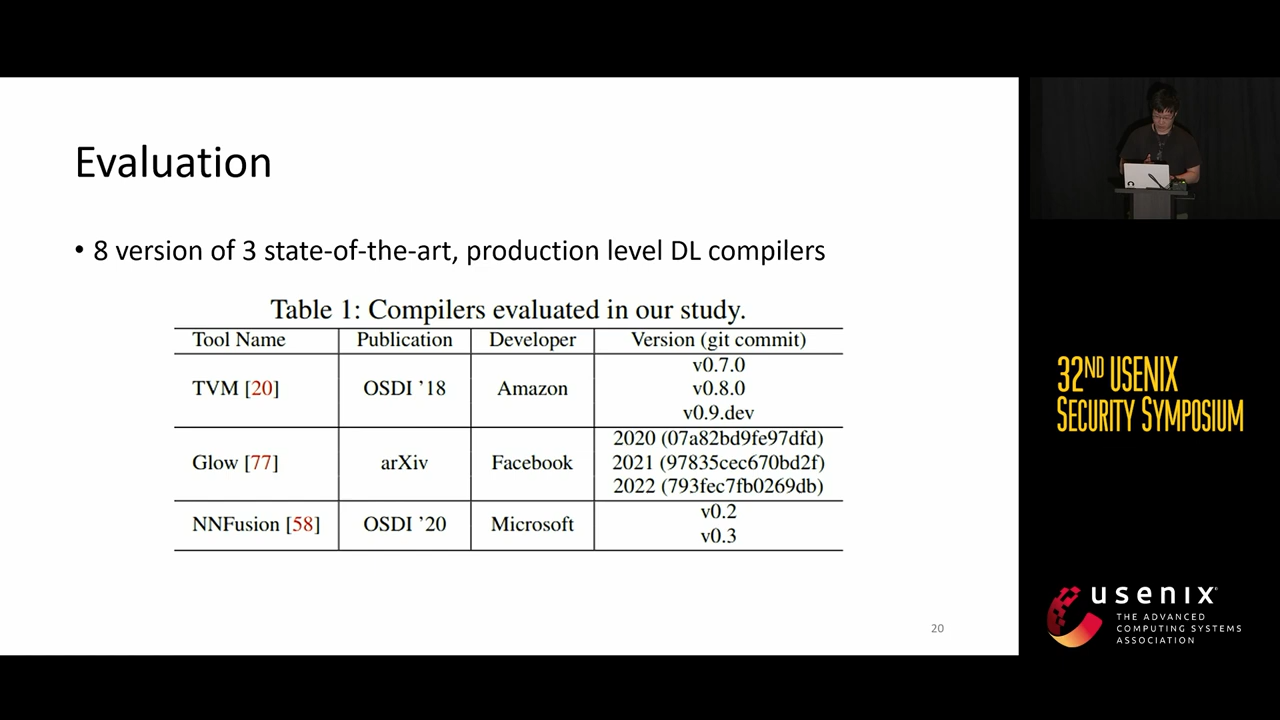 Evaluation
• 8 version of 3 state-of-the-art, production level DL compilers
Table 1: Compilers evaluated in our study.
Tool Name Publication Developer Version (git commit)
TVM [20] OSDI '18 Amazon v0.7.0
v0.8.0
v0.9.dev
Glow [77] arXiv Facebook 2020 (07a82bd9fe97dfd)
2021 (97835cec670bd2f)
2022 (793fec7fb0269db)
NNFusion [58] OSDI '20 Microsoft v0.2
v0.3
20
32ND USENIX
SECURITY SYMPOSIUM
usenix
THE ADVANCED
COMPUTING SYSTEMS
ASSOCIATION